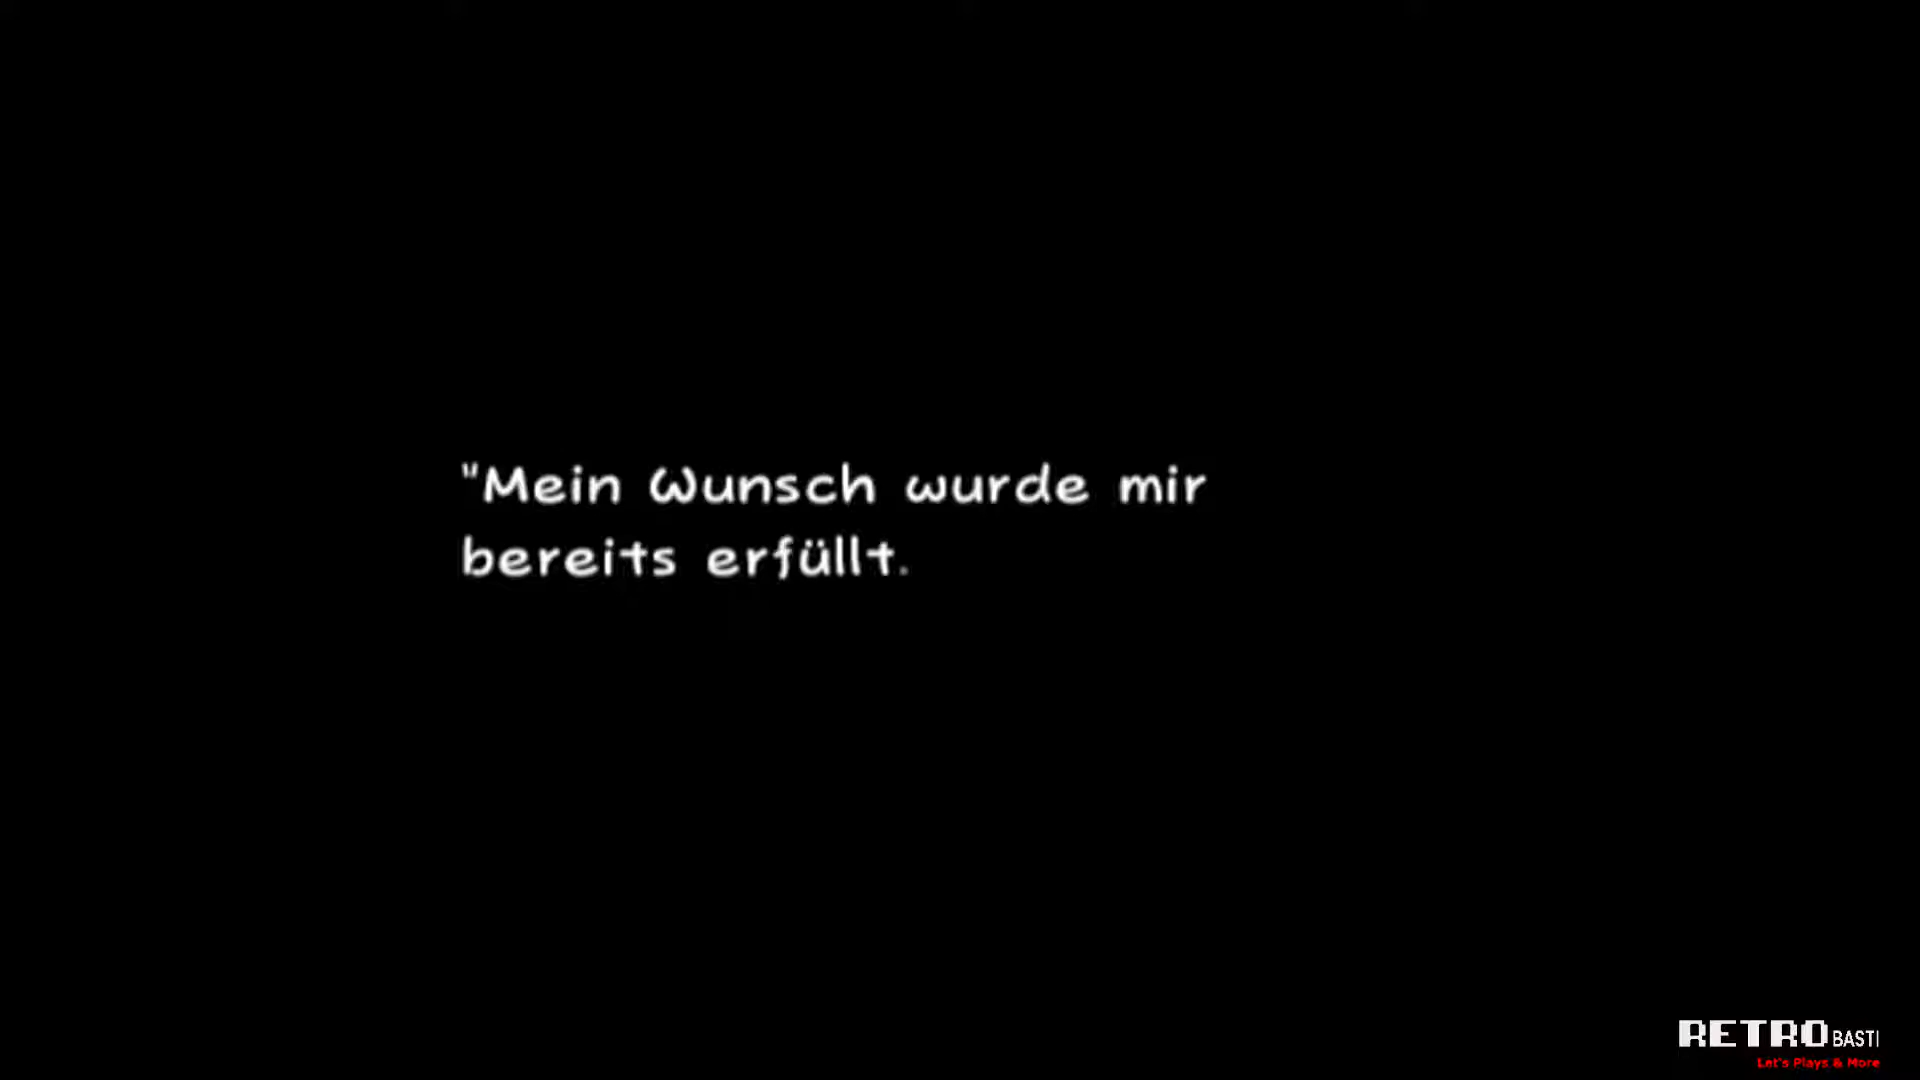 "Mein Wunsch wurde mir
bereits erfüllt.
RETRO BASTI
Let's Plays & More